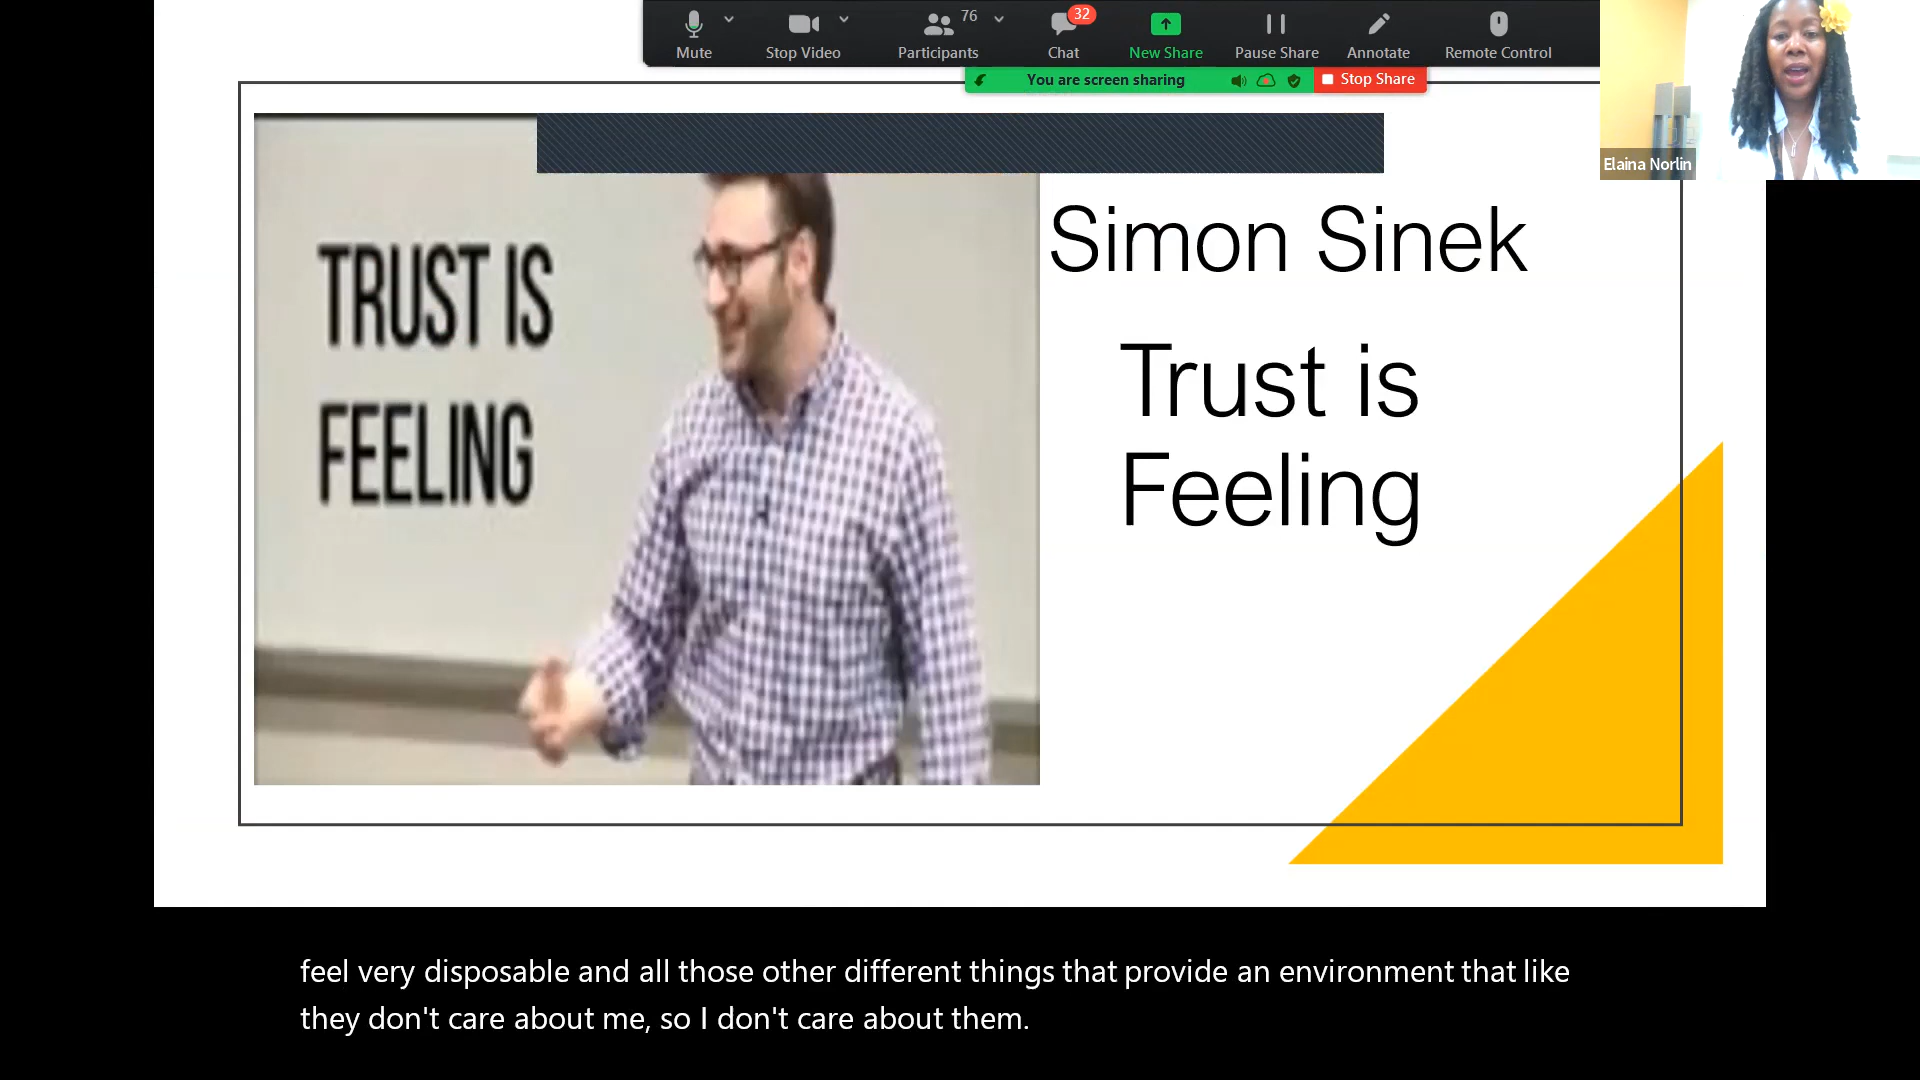 Mute
Stop Video
76
Participants
32
Chat
New Share
Pause Share
Annotate
Remote Control
You are screen sharing
Stop Share
Elaina Norlin
TRUST IS
FEELING
Simon Sinek
Trust is
Feeling
feel very disposable and all those other different things that provide an environment that like
they don't care about me, so I don't care about them.